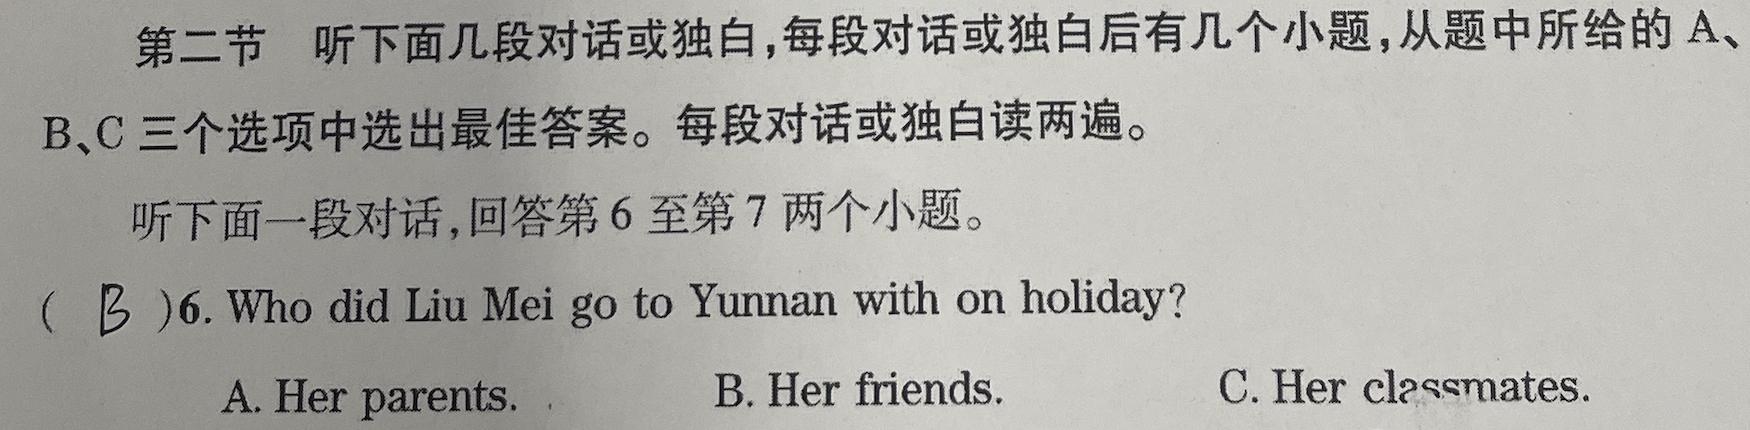 第二节 听下面几段对话或独白,每段对话或独白后有几个小题,从题中所给的 A、
B、C 三个选项中选出最佳答案。每段对话或独白读两遍。
听下面一段对话,回答第 6 至第 7 两个小题。
( B )6. Who did Liu Mei go to Yunnan with on holiday?
A. Her parents. B. Her friends. C. Her classmates.